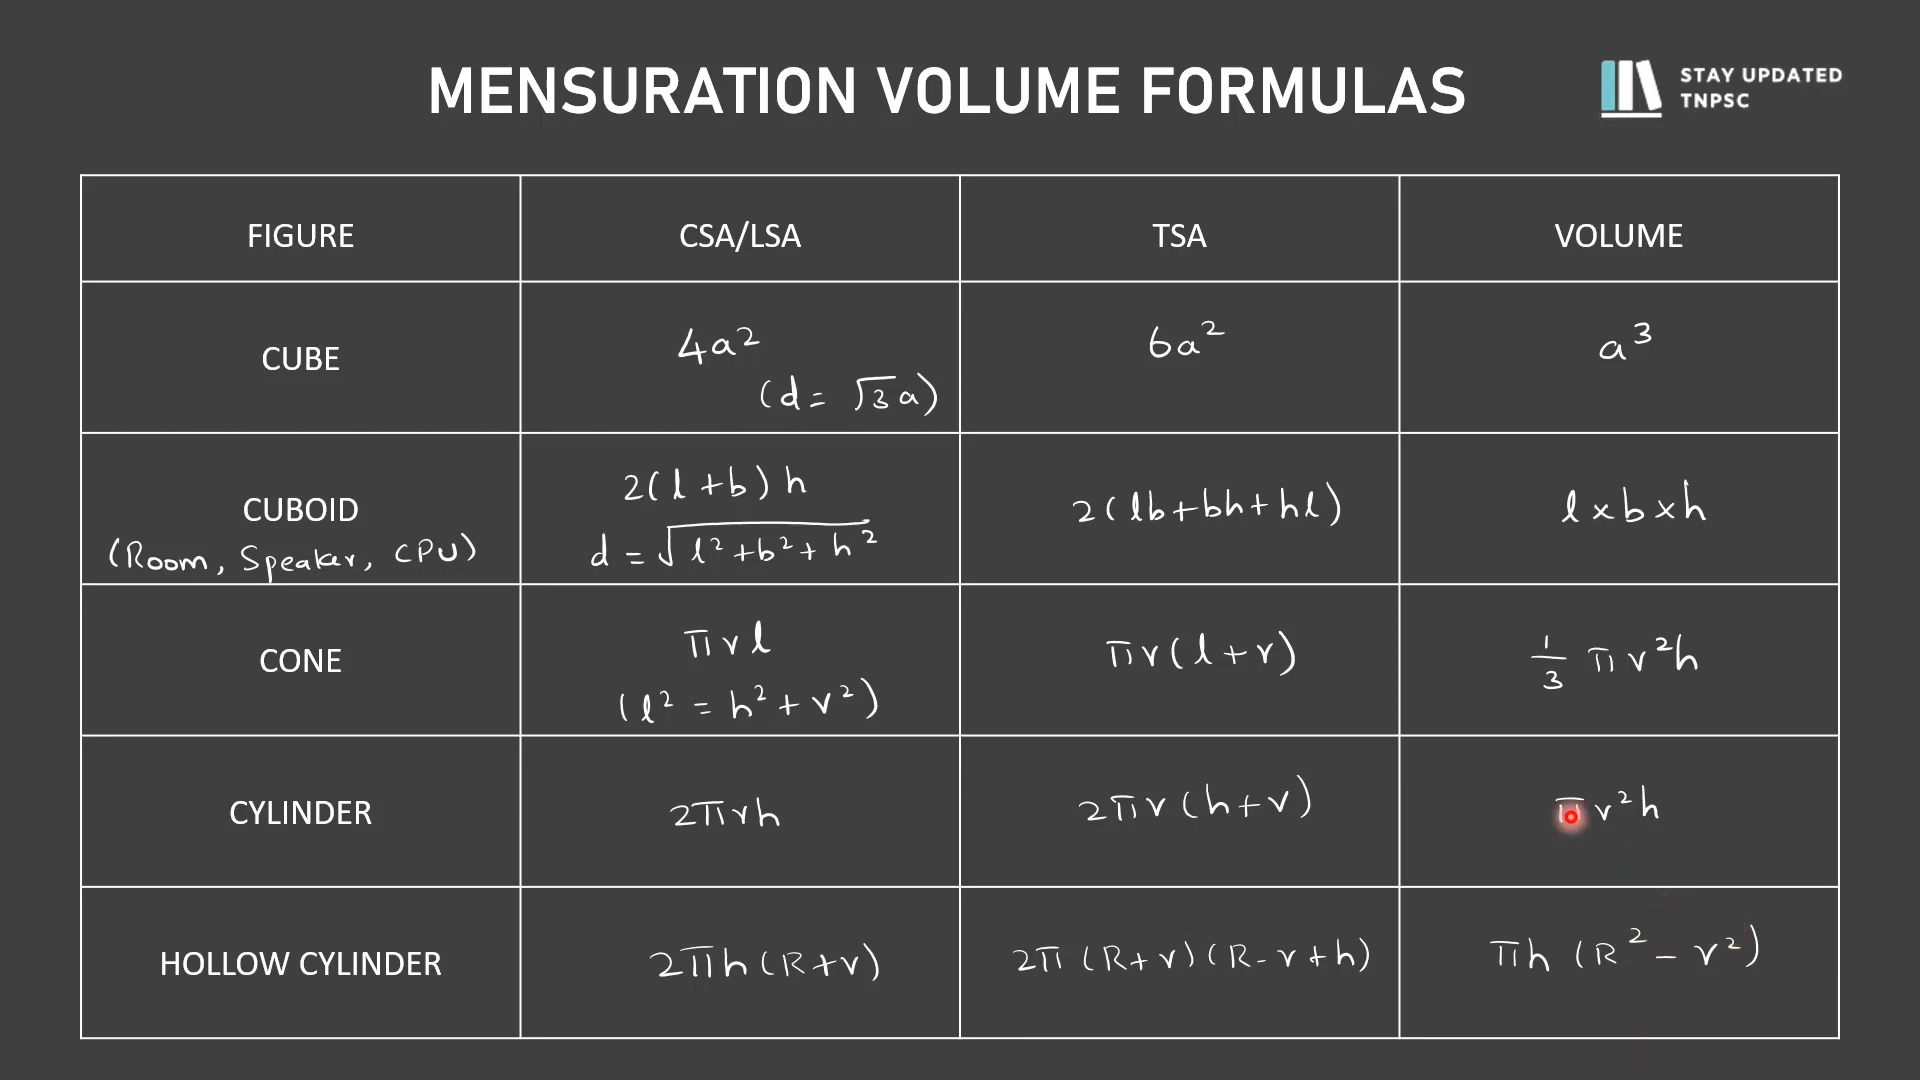 MENSURATION VOLUME FORMULAS
STAY UPDATED
TNPSC
FIGURE
CSA/LSA
TSA
VOLUME
CUBE
4a²
(d = √3a)
6a²
a³
CUBOID
(Room, Speaker, CPU)
2(l+b)h
d = √l²+b²+h²
2(lb+bh+hl)
l×b×h
CONE
πrl
(l² = h²+r²)
πr(l+r)
1/3 πr²h
CYLINDER
2πrh
2πr(h+r)
πr²h
HOLLOW CYLINDER
2πh(R+r)
2π(R+r)(R-r+h)
πh(R²-r²)